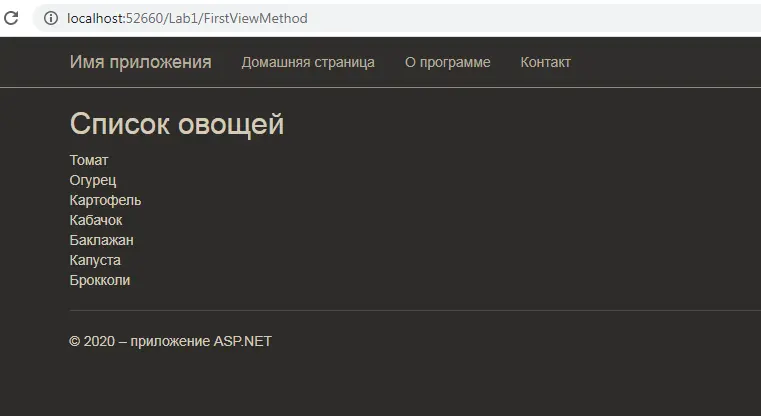 localhost:52660/Lab1/FirstViewMethod
Имя приложения Домашняя страница О программе Контакт
Список овощей
Томат
Огурец
Картофель
Кабачок
Баклажан
Капуста
Брокколи
© 2020 – приложение ASP.NET